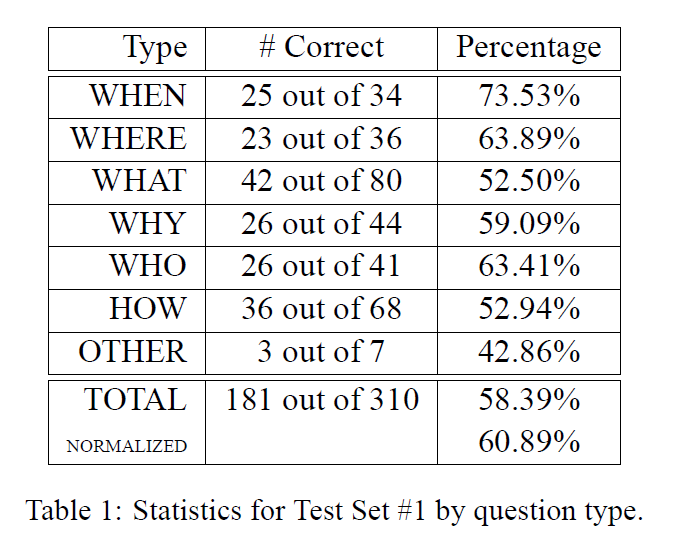 Type # Correct Percentage
WHEN 25 out of 34 73.53%
WHERE 23 out of 36 63.89%
WHAT 42 out of 80 52.50%
WHY 26 out of 44 59.09%
WHO 26 out of 41 63.41%
HOW 36 out of 68 52.94%
OTHER 3 out of 7 42.86%
TOTAL 181 out of 310 58.39%
NORMALIZED 60.89%
Table 1: Statistics for Test Set #1 by question type.